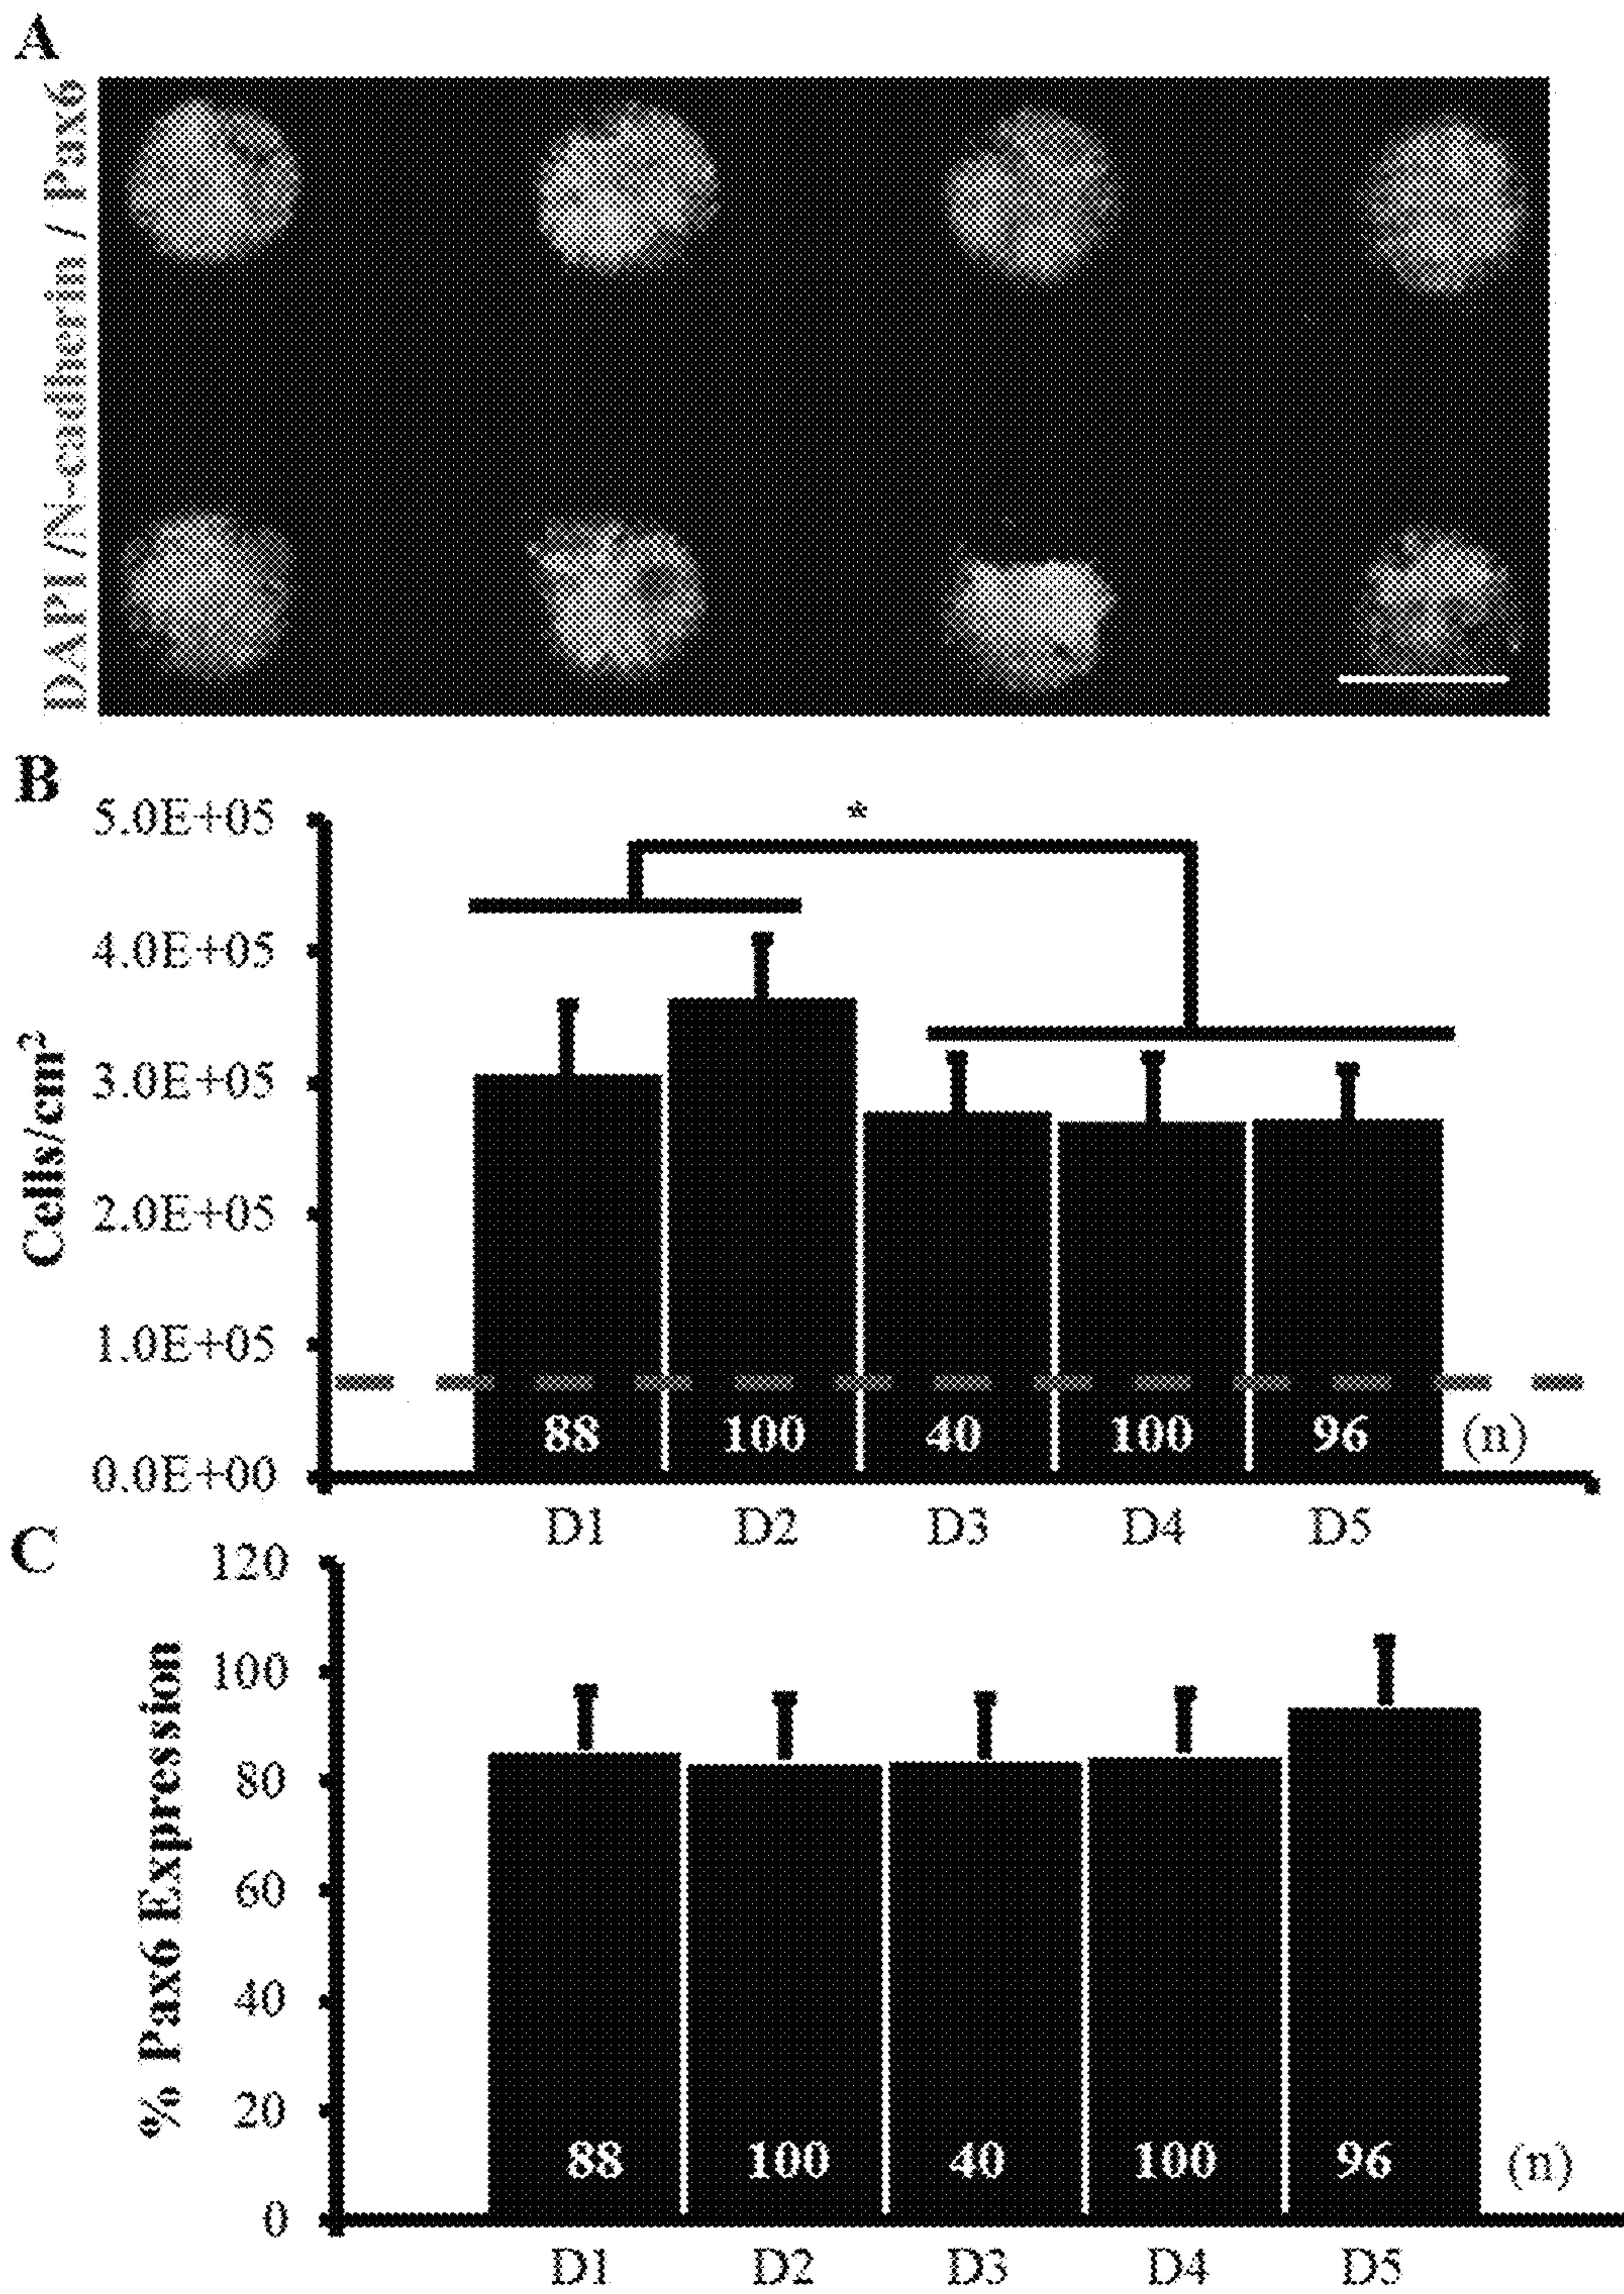 A
DAPI /N-cadherin / Pax6
B
5.0E+05
4.0E+05
3.0E+05
2.0E+05
1.0E+05
0.0E+00
Cells/cm²
*
88 100 40 100 96 (n)
D1 D2 D3 D4 D5
C
120
100
80
60
40
20
0
% Pax6 Expression
88 100 40 100 96 (n)
D1 D2 D3 D4 D5